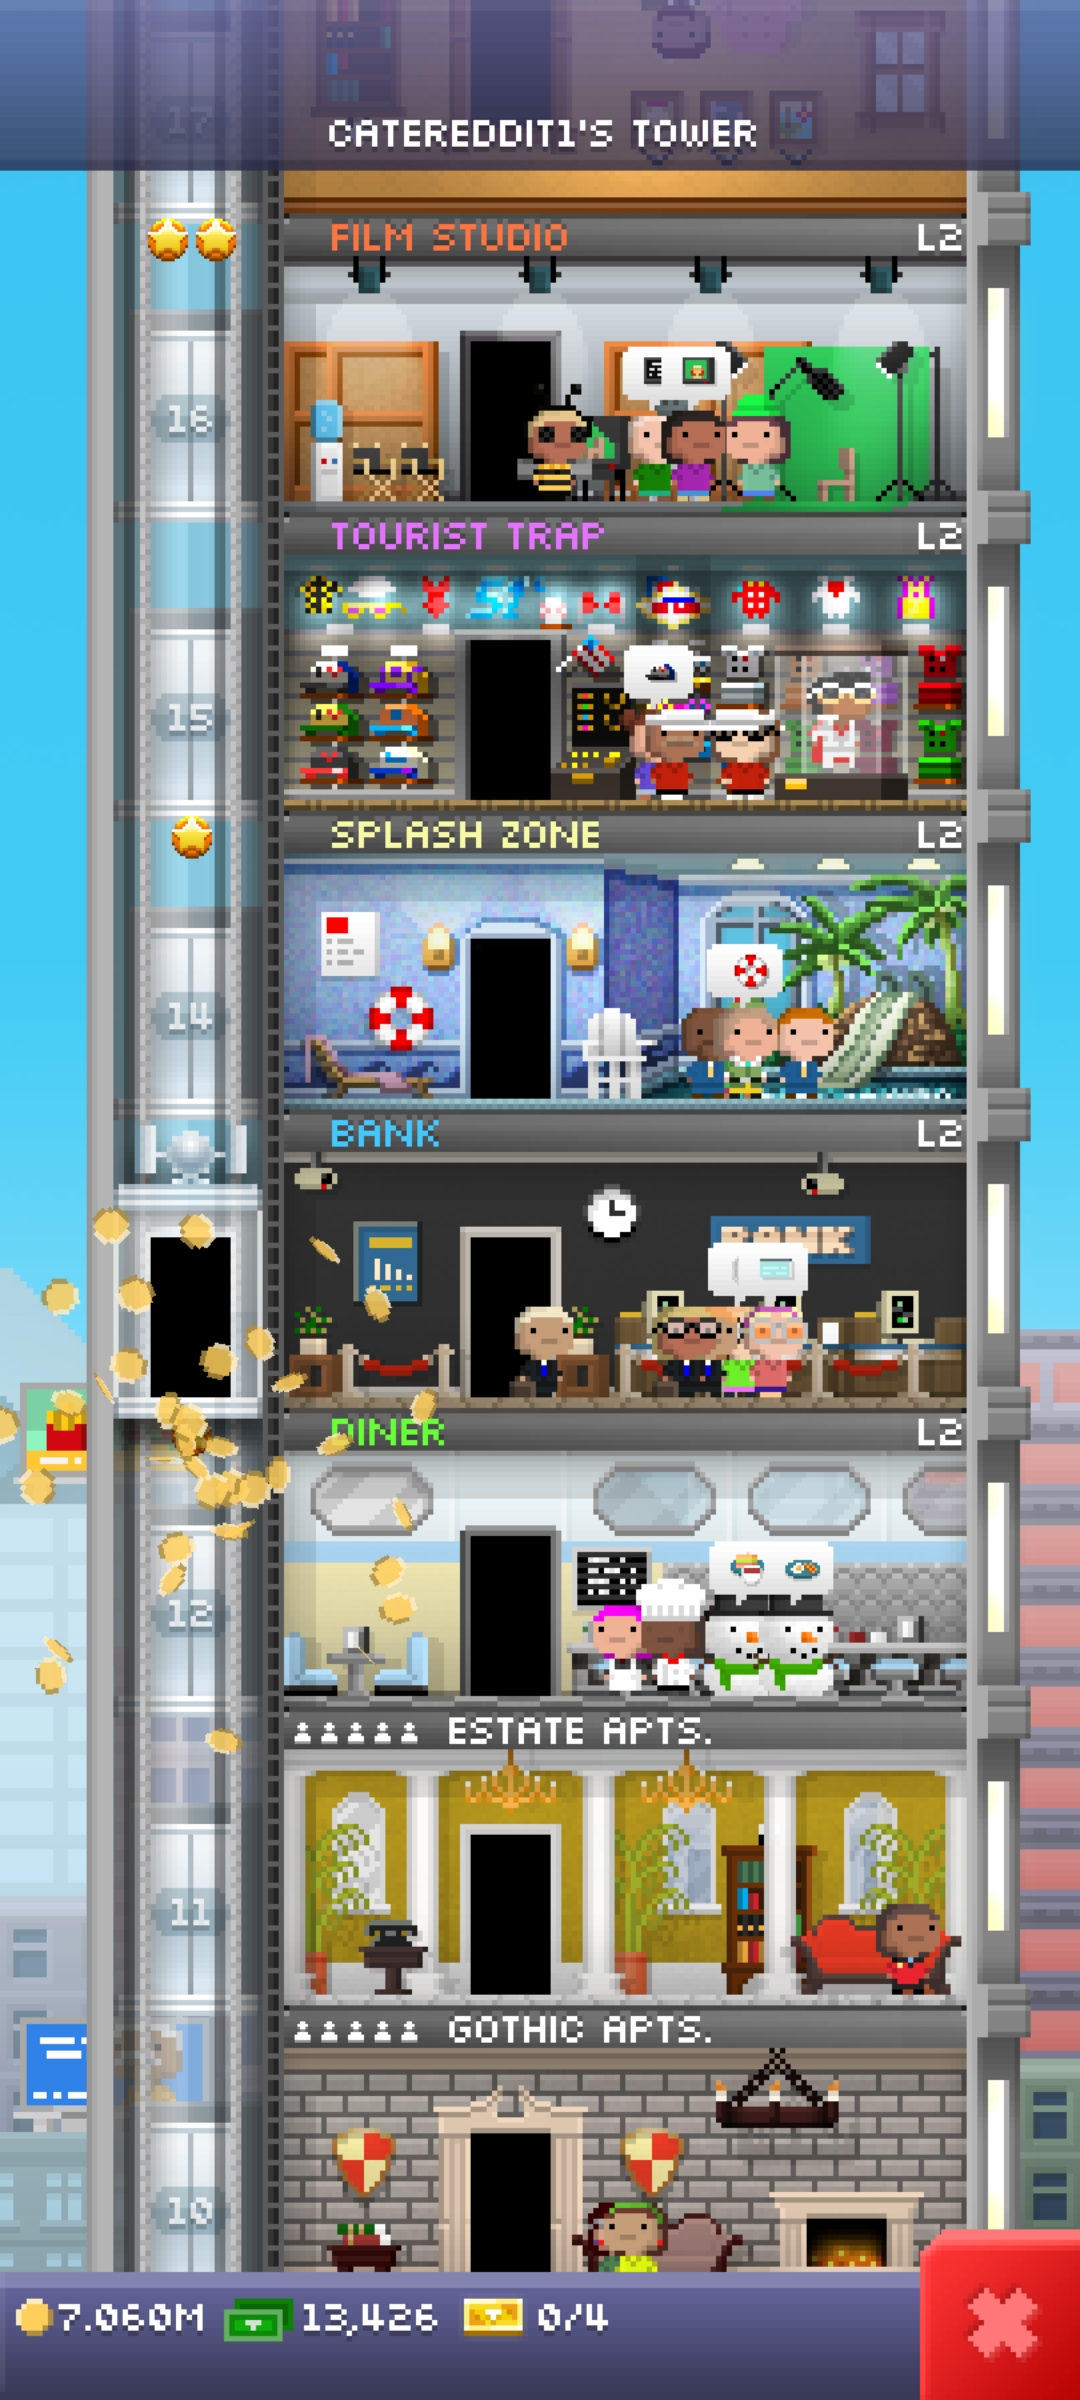 17
CATEREDDIT1'S TOWER
FILM STUDIO L2
16
TOURIST TRAP L2
15
SPLASH ZONE L2
14
BANK L2
BANK
DINER L2
12
ESTATE APTS.
11
GOTHIC APTS.
10
7.060M 13,426 0/4